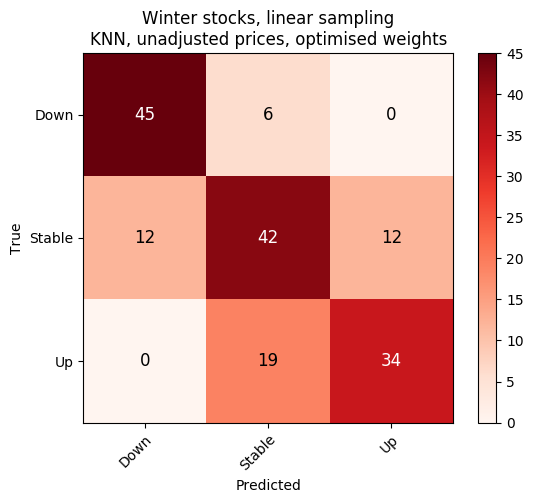 Winter stocks, linear sampling
KNN, unadjusted prices, optimised weights
45
40
35
30
25
20
15
10
5
0
True
Down
45
6
0
Stable
12
42
12
Up
0
19
34
Down
Stable
Up
Predicted